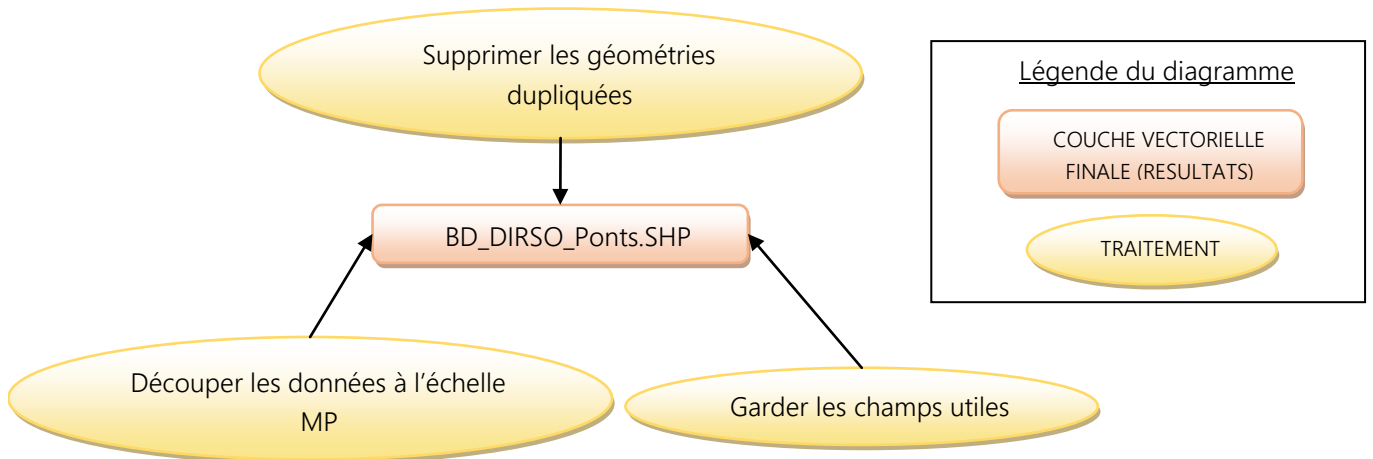 Supprimer les géométries
dupliquées
Légende du diagramme
COUCHE VECTORIELLE
FINALE (RESULTATS)
BD_DIRSO_Ponts.SHP
TRAITEMENT
Découper les données à l’échelle
MP
Garder les champs utiles